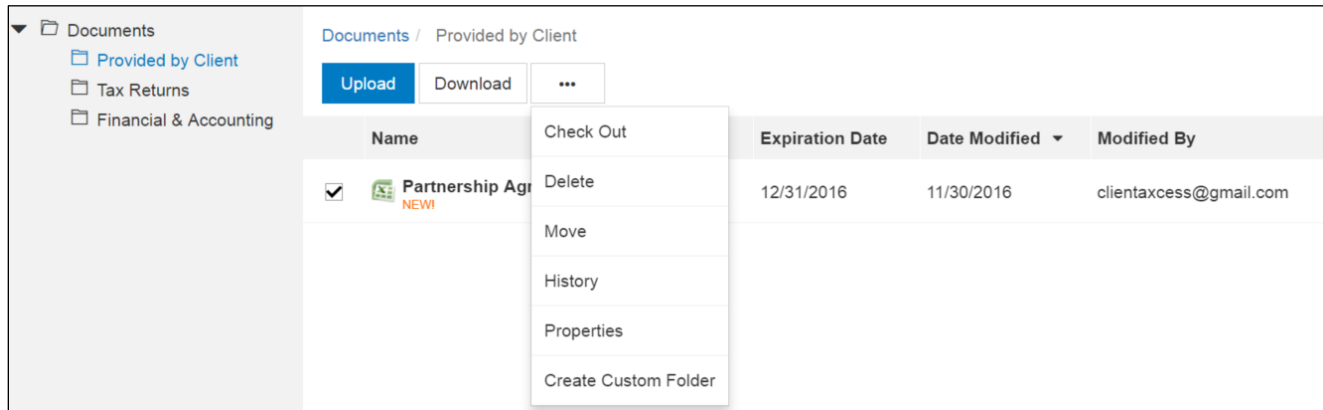 Documents
Provided by Client
Tax Returns
Financial & Accounting
Documents / Provided by Client
Upload Download •••
Check Out
Delete
Move
History
Properties
Create Custom Folder
Name Expiration Date Date Modified Modified By
Partnership Agr 12/31/2016 11/30/2016 clientaxcess@gmail.com
NEW!